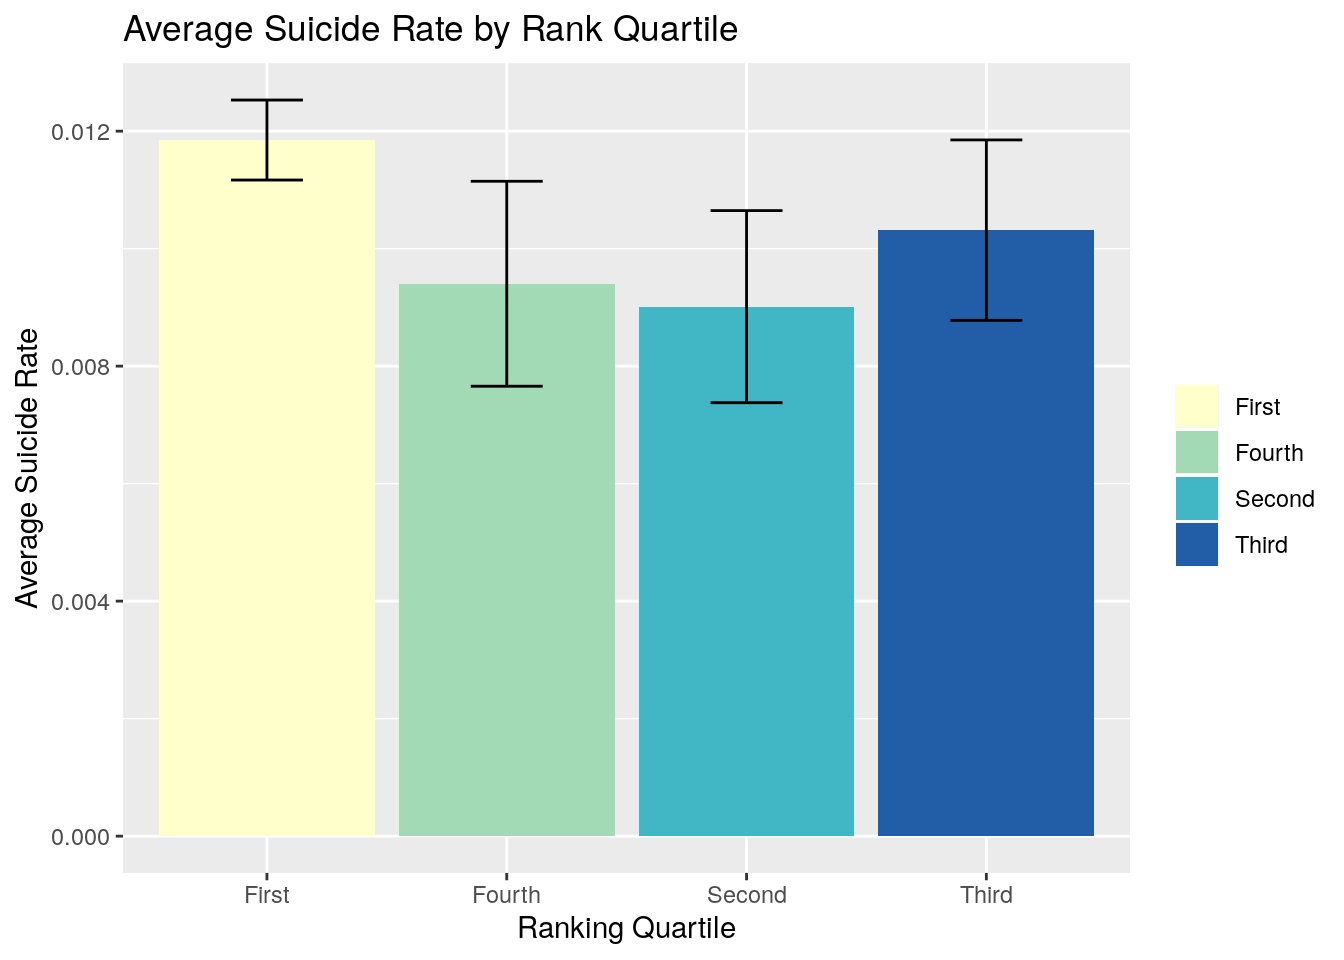 Average Suicide Rate by Rank Quartile
Average Suicide Rate
0.012
0.008
0.004
0.000
First
Fourth
Second
Third
Ranking Quartile
First
Fourth
Second
Third